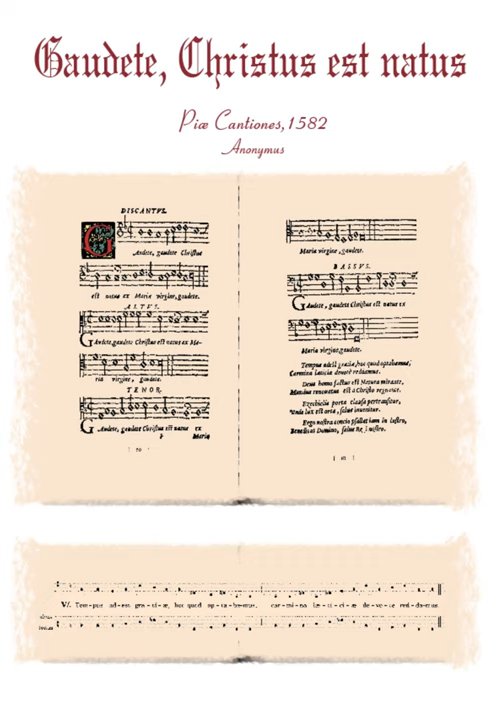 Gaudete, Christus est natus
Piæ Cantiones, 1582
Anonymus
DISCANTVS.
Audete, gaudete Christus
est natus ex Maria virgine, gaudete.
ALTVS.
GAudete, gaudete Christus est natus ex Ma-
ria virgine, gaudete.
TENOR.
GAudete, gaudete Christus est natus ex
Maria
Maria virgine, gaudete.
BASSVS.
GAudete, gaudete Christus est natus ex
Maria virgine, gaudete.
Tempus adest gratiæ, hoc quod optabamus,
Carmina lætitiæ devotè reddamus.
Deus homo factus est Natura mirante,
Mundus renovatus est à Christo regnante.
Ezechielis porta clausa pertransitur,
Unde lux est orta, salus invenitur.
Ergo nostra concio psallat iam in lustro,
Benedicat Domino, salus Regi nostro.
V. Tem-pus ad-est gra-ti-æ, hoc quod op-ta-ba-mus, car-mi-na læ-ti-ci-æ de-vo-te red-da-mus